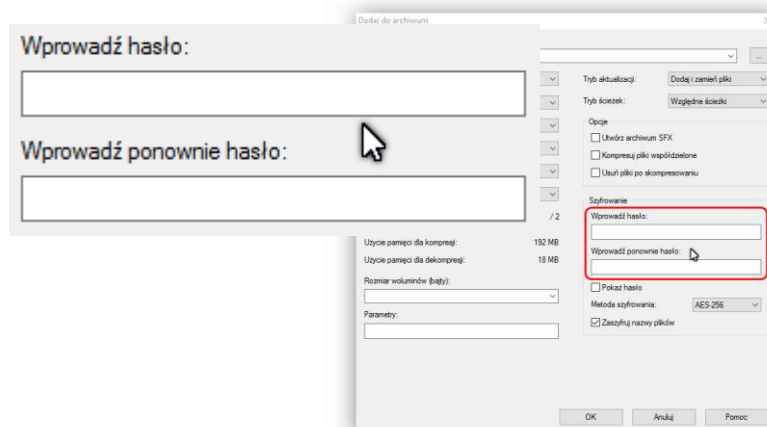 Dodaj do archiwum
Wprowadź hasło:
Wprowadź ponownie hasło:
...
Tryb aktualizacji: Dodaj i zamień pliki
Tryb ścieżek: Względne ścieżki
Opcje
Utwórz archiwum SFX
Kompresuj pliki współdzielone
Usuń pliki po skompresowaniu
/ 2
Użycie pamięci dla kompresji: 192 MB
Użycie pamięci dla dekompresji: 18 MB
Rozmiar woluminów (bajty):
Parametry:
Szyfrowanie
Wprowadź hasło:
Wprowadź ponownie hasło:
Pokaż hasło
Metoda szyfrowania: AES-256
Zaszyfruj nazwy plików
OK Anuluj Pomoc